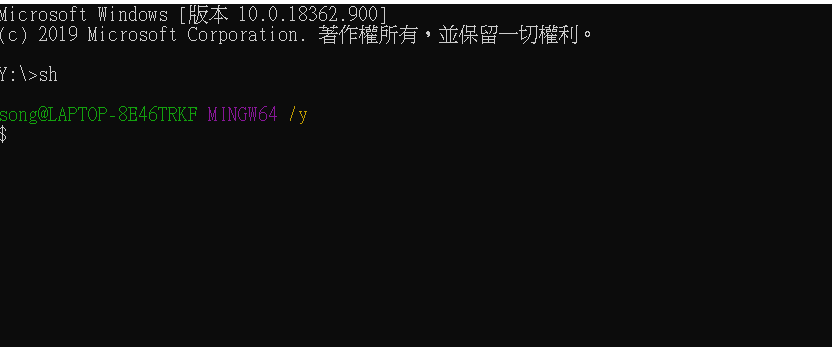 Microsoft Windows [版本 10.0.18362.900]
(c) 2019 Microsoft Corporation. 著作權所有，並保留一切權利。
Y:\>sh
song@LAPTOP-8E46TRKF MINGW64 /y
$